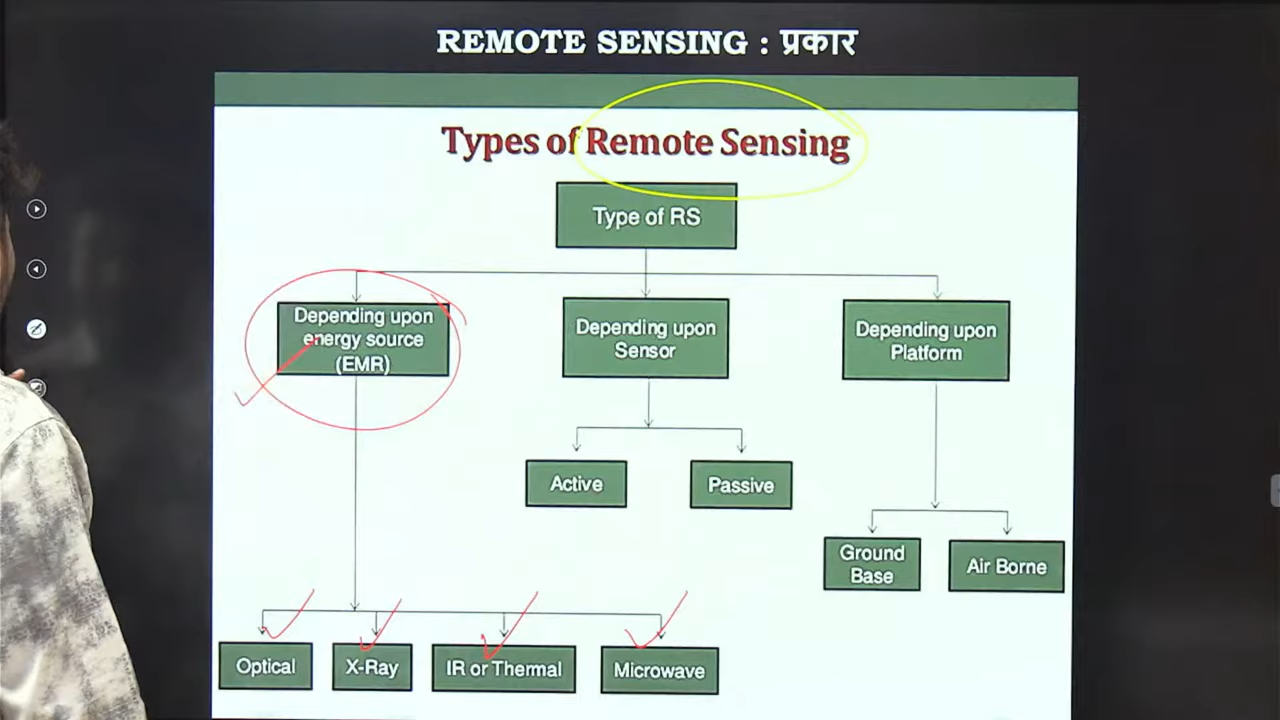 REMOTE SENSING : प्रकार
Types of Remote Sensing
Type of RS
Depending upon
energy source
(EMR)
Depending upon
Sensor
Depending upon
Platform
Active
Passive
Ground
Base
Air Borne
Optical
X-Ray
IR or Thermal
Microwave